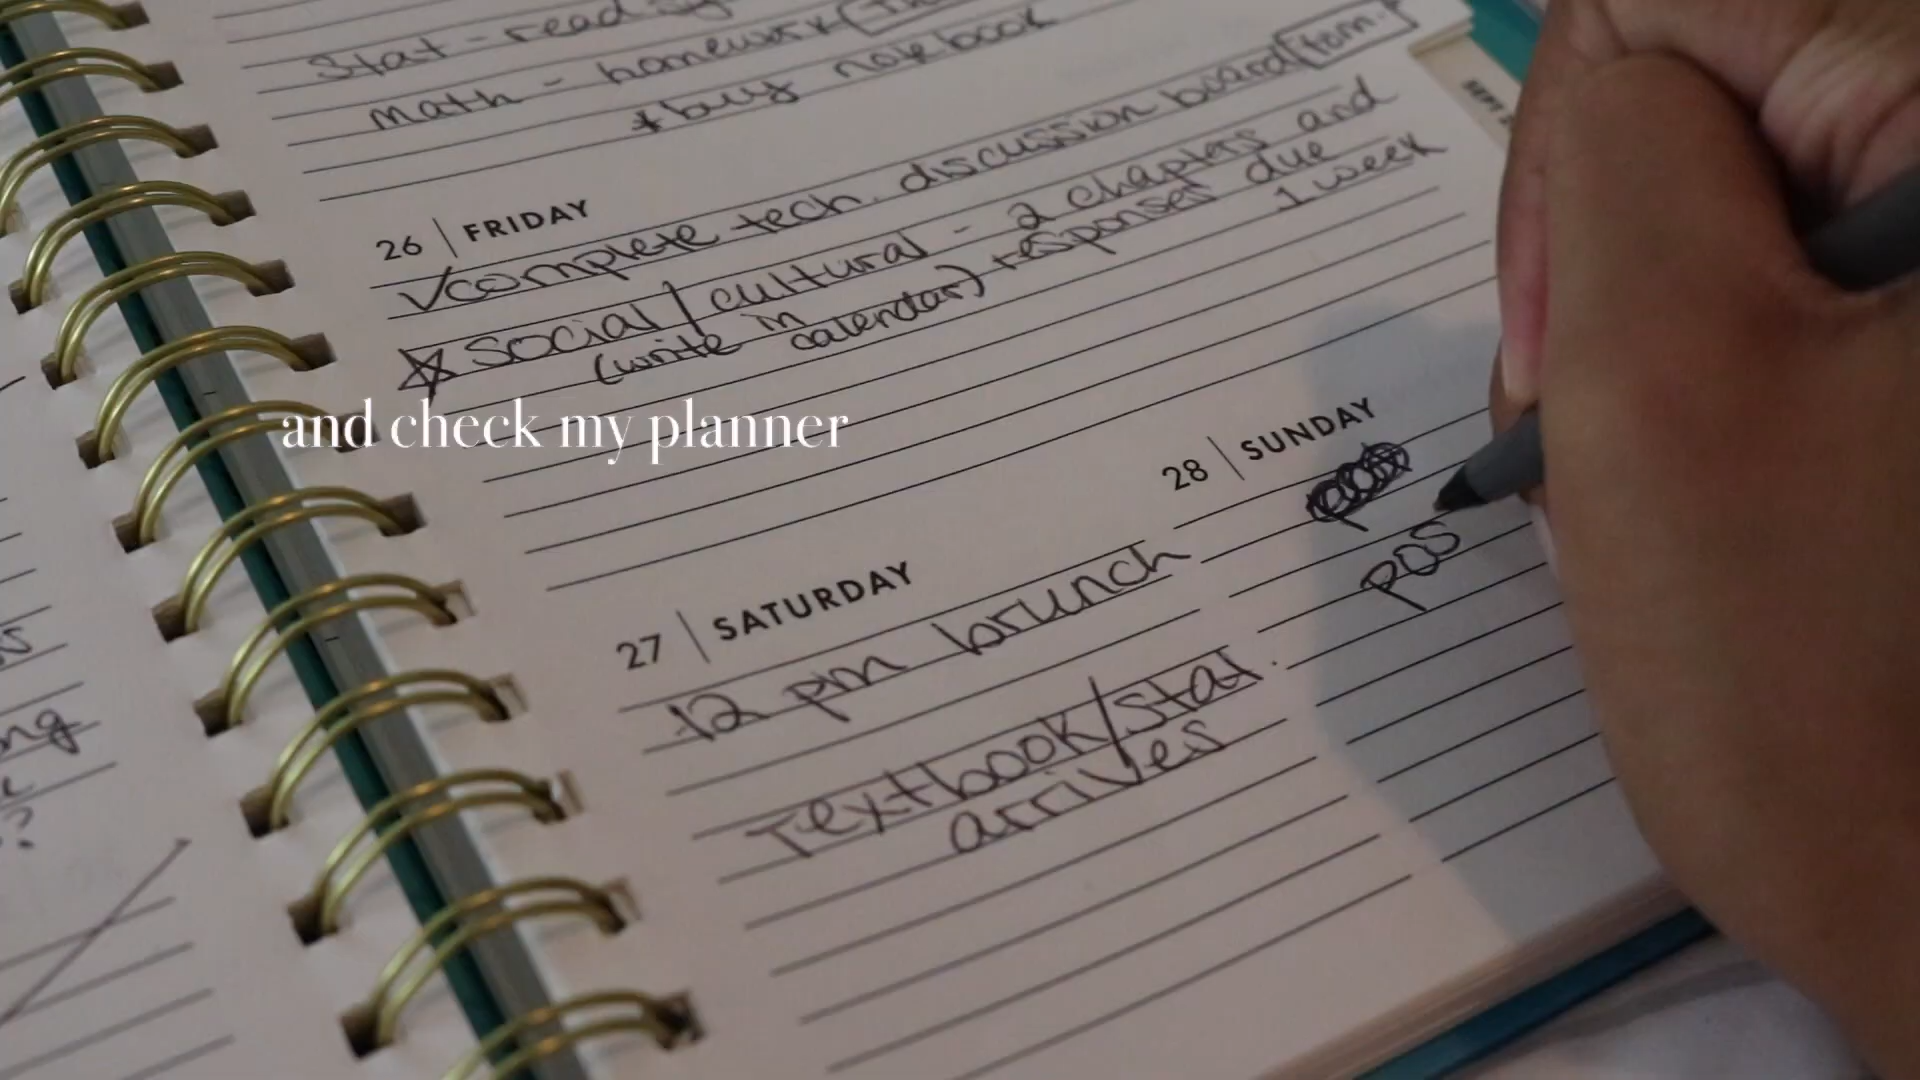 Stat - read
Math - homework
* buy notebook
26 | FRIDAY
✓complete tech. discussion board [tom.]
☆ social / cultural - 2 chapters and
(write in calendar) responses due
1 week
and check my planner
27 | SATURDAY
12 pm brunch
Textbook/stat
arrives
28 | SUNDAY
pos
ng
?